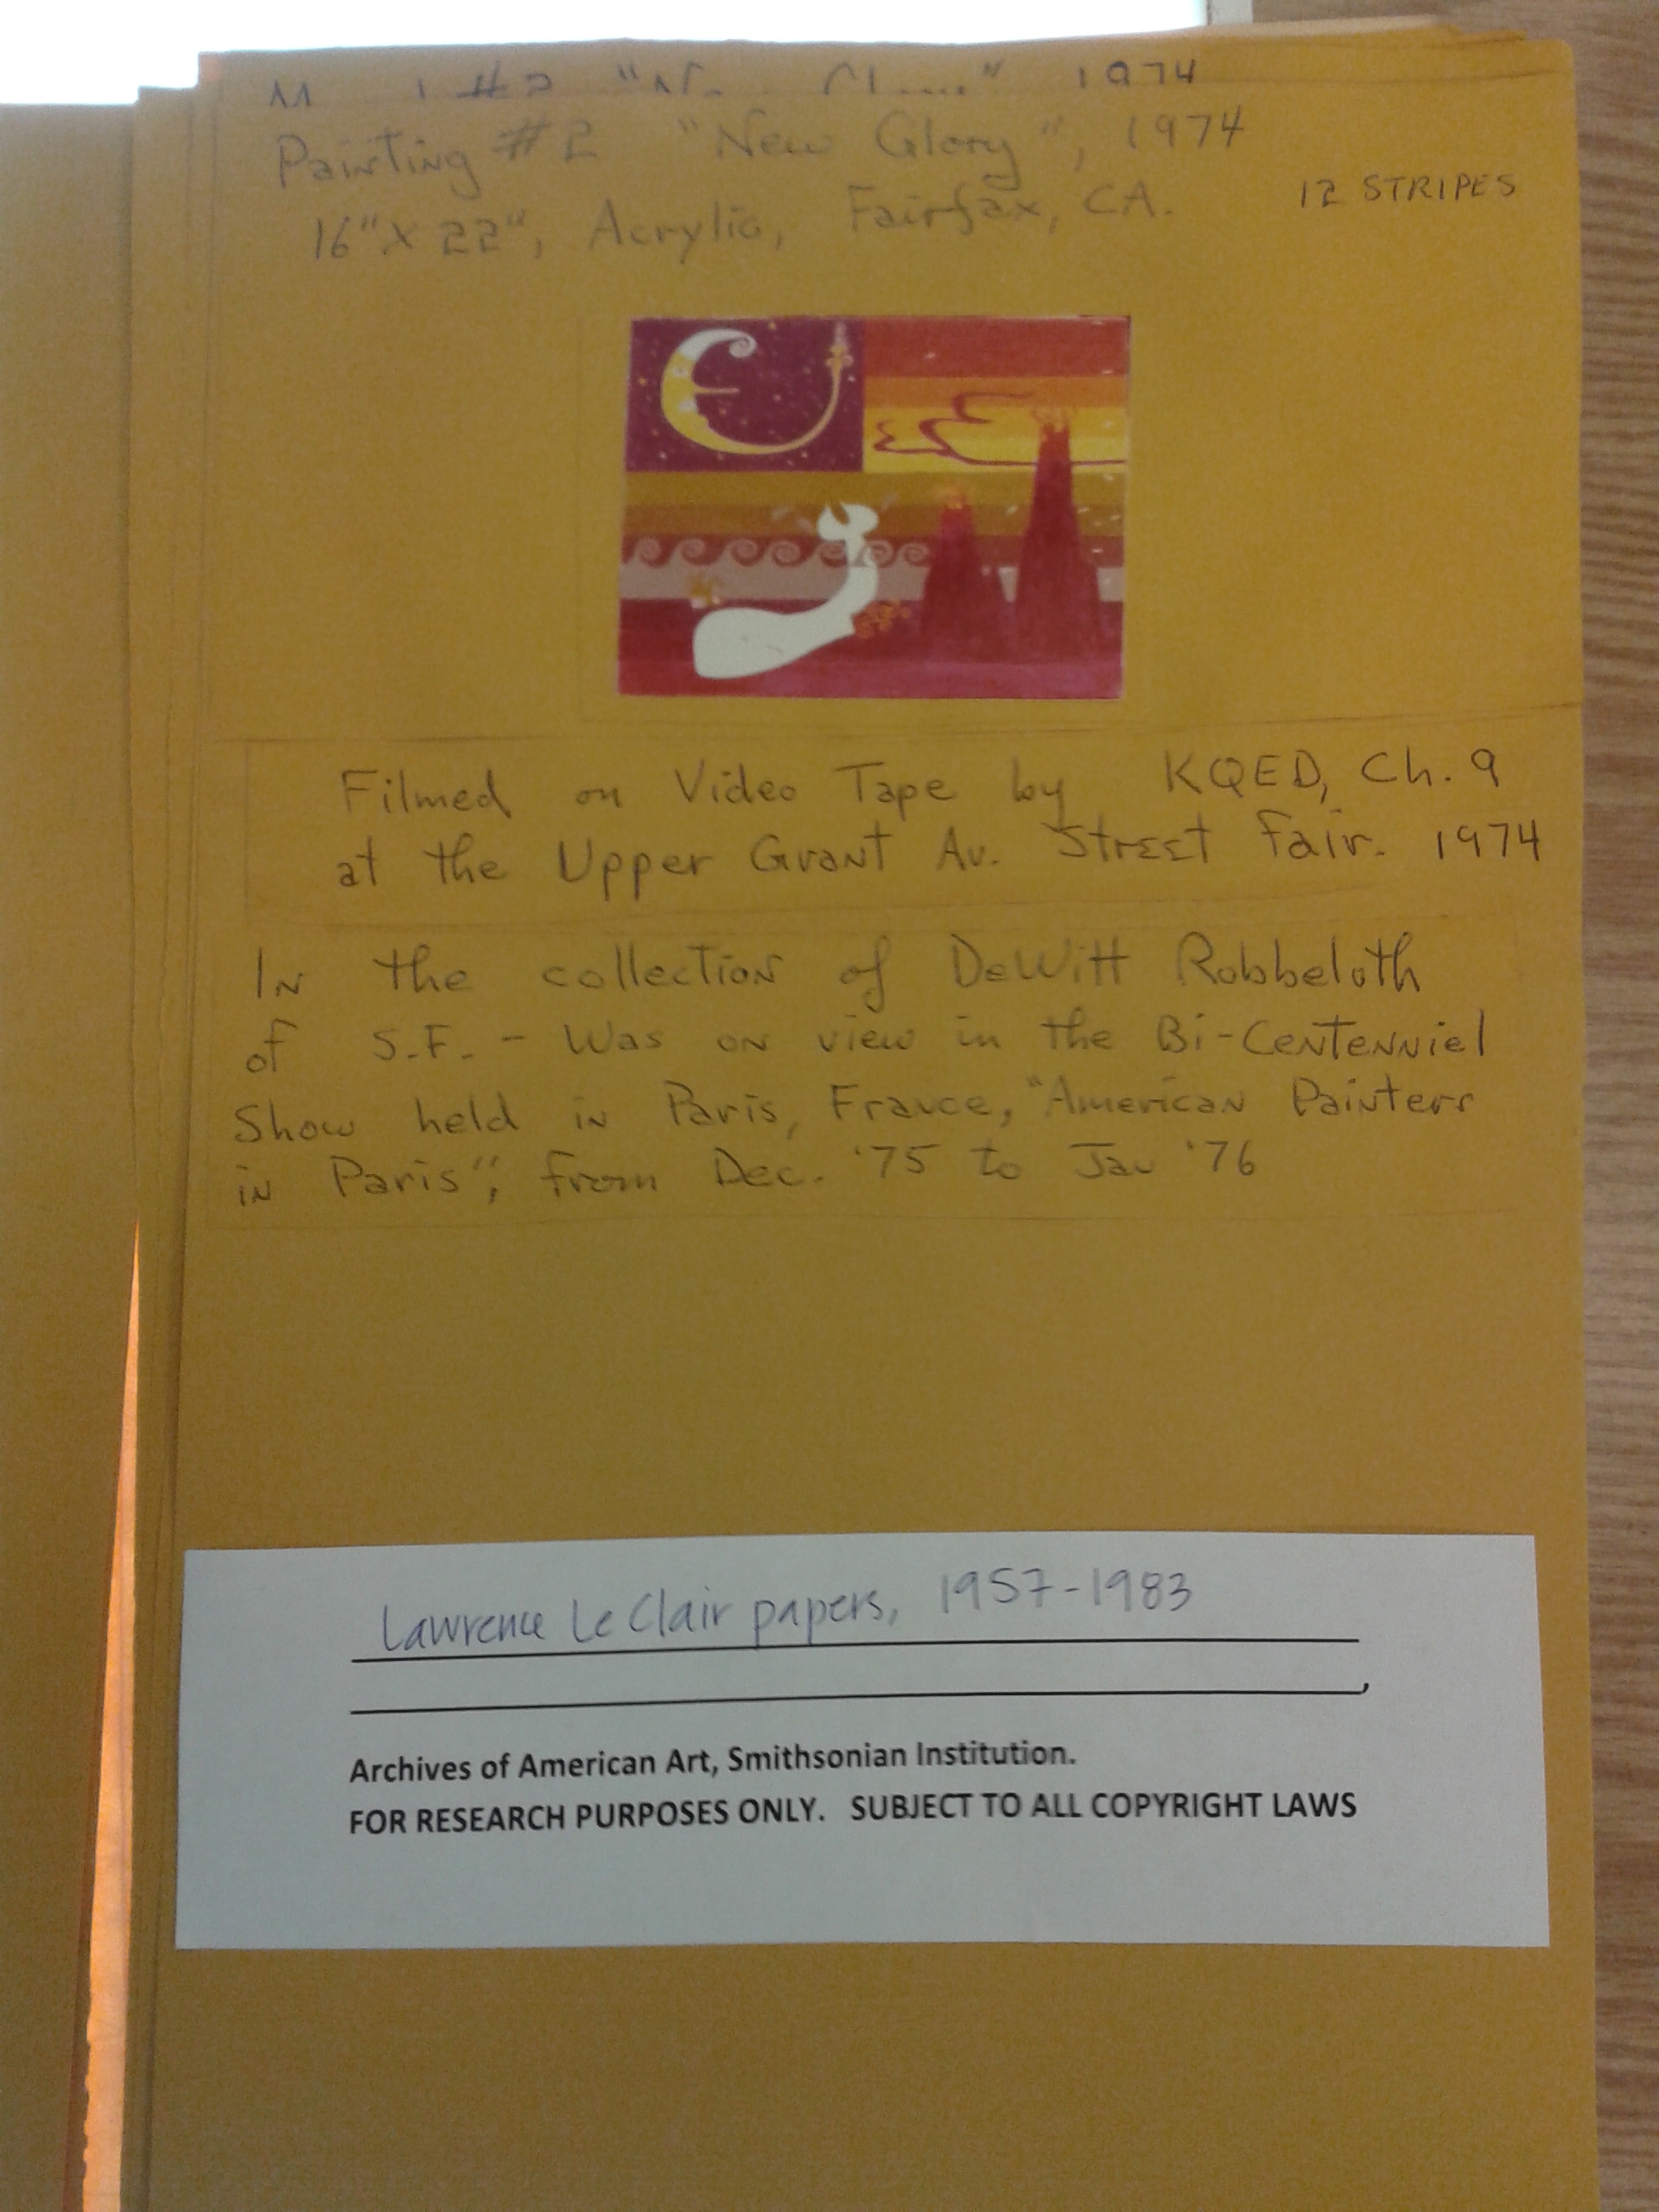 #2 " " 1974
Painting #2 "New Glory", 1974
12 STRIPES
16" X 22", Acrylic, Fairfax, CA.
Filmed on Video Tape by KQED, Ch. 9
at the Upper Grant Av. Street Fair. 1974
In the collection of DeWitt Robbeloth
of S.F. - Was on view in the Bi-Centenniel
Show held in Paris, France, "American Painters
in Paris", from Dec. '75 to Jan '76
Lawrence Le Clair papers, 1957-1983
Archives of American Art, Smithsonian Institution.
FOR RESEARCH PURPOSES ONLY. SUBJECT TO ALL COPYRIGHT LAWS